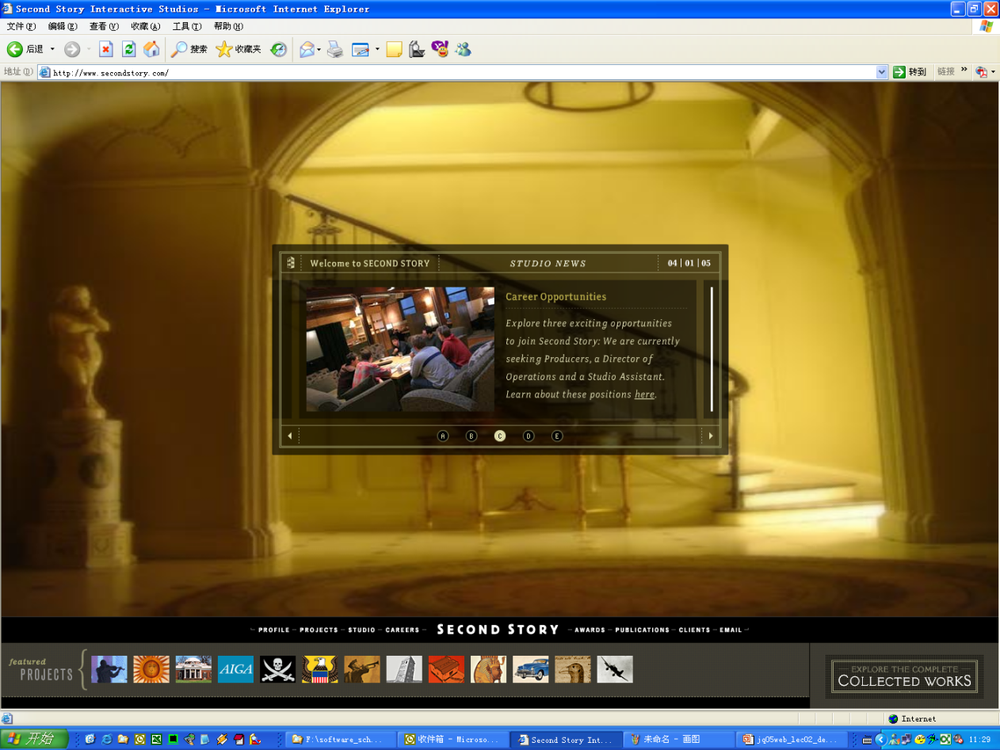 Second Story Interactive Studios - Microsoft Internet Explorer
文件(F) 编辑(E) 查看(V) 收藏(A) 工具(T) 帮助(H)
后退 搜索 收藏夹
地址(D) http://www.secondstory.com/ 转到 链接 »
Welcome to SECOND STORY STUDIO NEWS 04 | 01 | 05
Career Opportunities
Explore three exciting opportunities
to join Second Story: We are currently
seeking Producers, a Director of
Operations and a Studio Assistant.
Learn about these positions here.
A B C D E
PROFILE – PROJECTS – STUDIO – CAREERS – SECOND STORY – AWARDS – PUBLICATIONS – CLIENTS – EMAIL
featured
PROJECTS
AIGA
EXPLORE THE COMPLETE
COLLECTED WORKS
Internet
开始 F:\software_sch... 收件箱 - Microso... Second Story Int... 未命名 - 画图 jq05web_lec02_de... 11:29